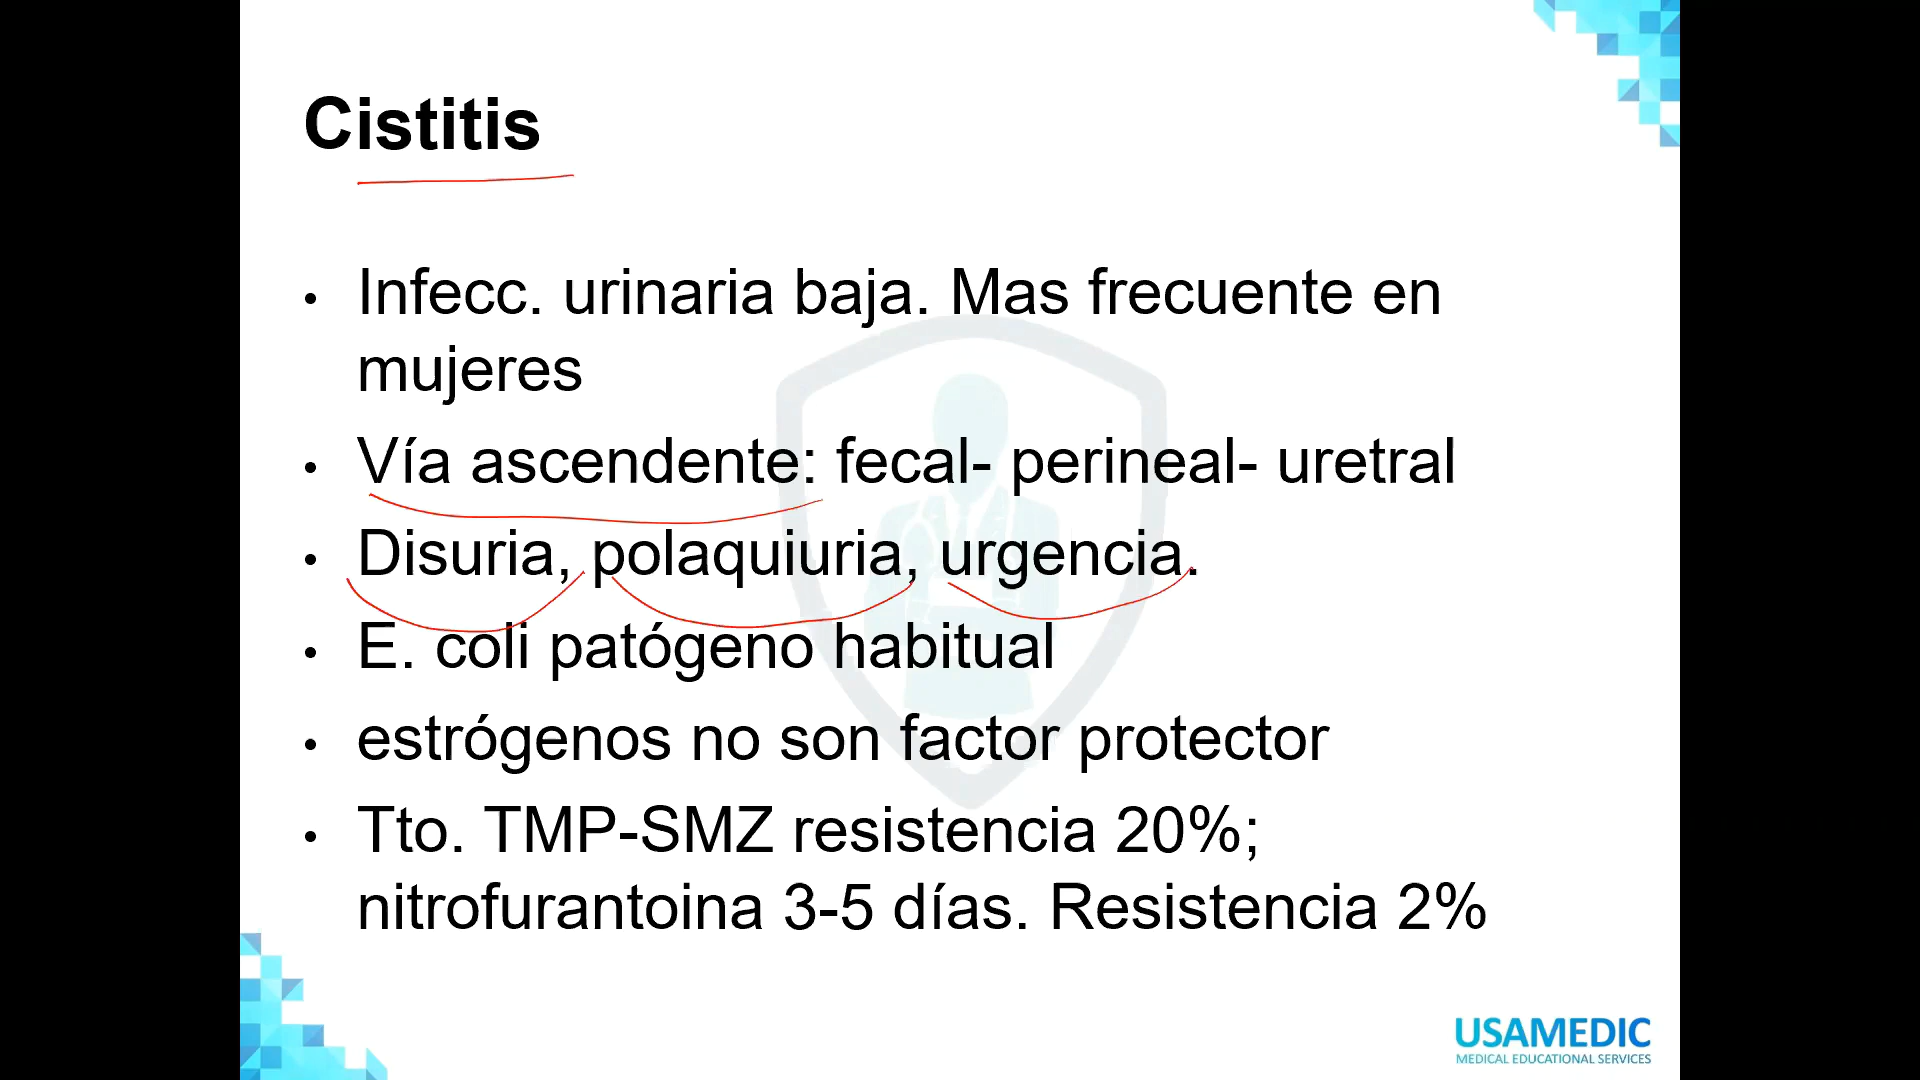 Cistitis
• Infecc. urinaria baja. Mas frecuente en
mujeres
• Vía ascendente: fecal- perineal- uretral
• Disuria, polaquiuria, urgencia.
• E. coli patógeno habitual
• estrógenos no son factor protector
• Tto. TMP-SMZ resistencia 20%;
nitrofurantoina 3-5 días. Resistencia 2%
USAMEDIC
MEDICAL EDUCATIONAL SERVICES